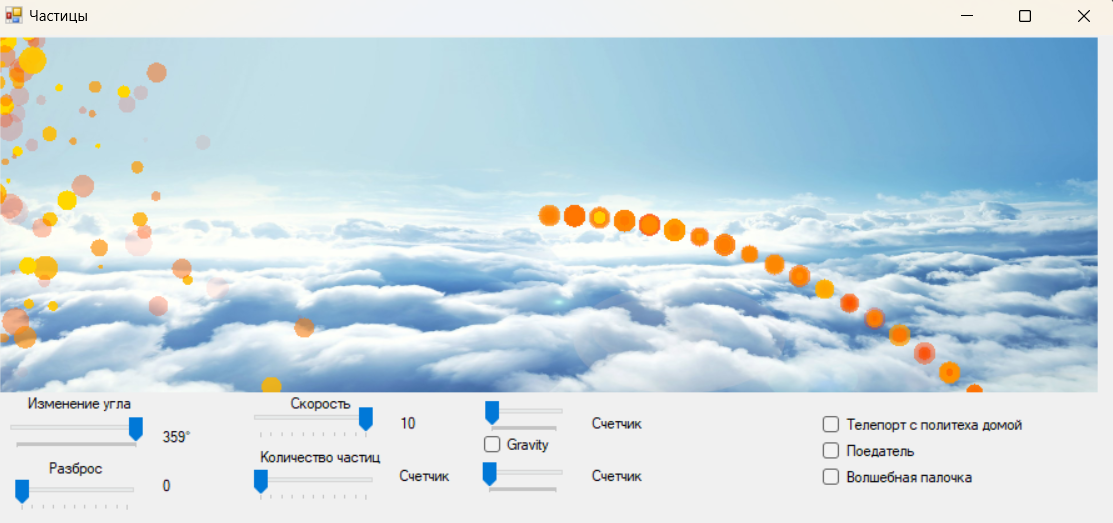 Частицы
Изменение угла
359°
Разброс
0
Скорость
10
Количество частиц
Счетчик
Счетчик
Gravity
Счетчик
Телепорт с политеха домой
Поедатель
Волшебная палочка